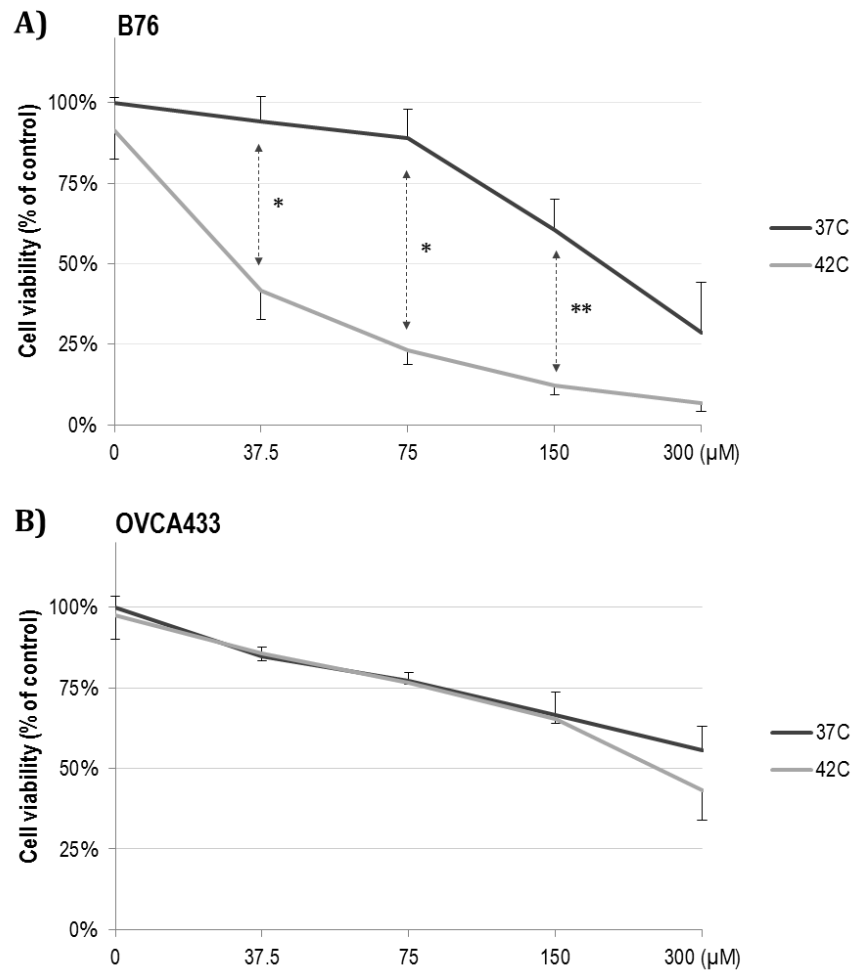 A) B76
Cell viability (% of control)
100%
75%
50%
25%
0%
* * **
0 37.5 75 150 300 (µM)
37C
42C
B) OVCA433
Cell viability (% of control)
100%
75%
50%
25%
0%
0 37.5 75 150 300 (µM)
37C
42C